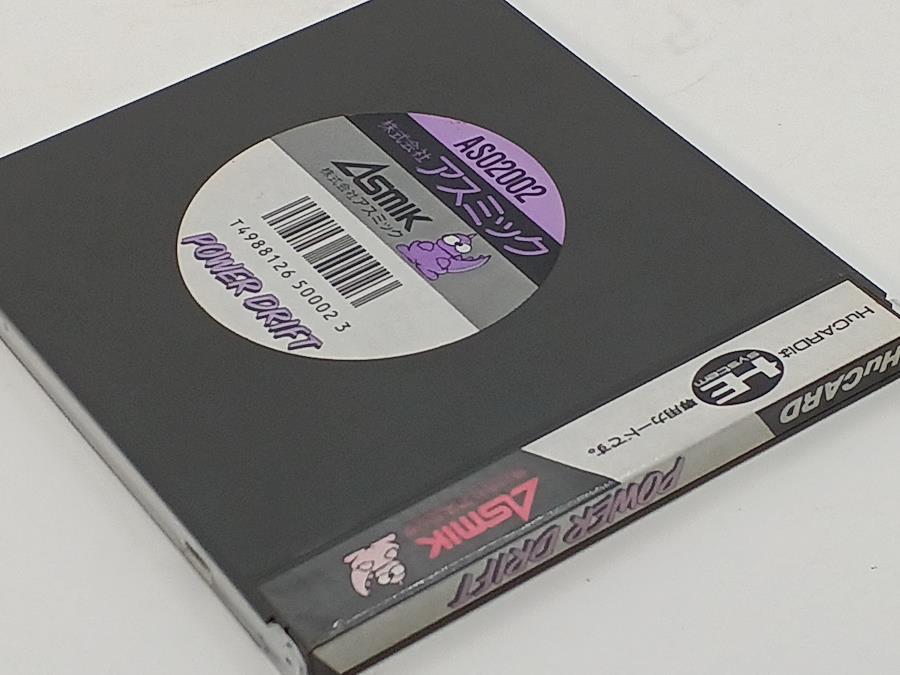 AS02002
株式会社 アスミック
ASMIK
株式会社アスミック
T4988126 50002 3
POWER DRIFT
HuCARDは
HE SYSTEM
専用カードです。
HuCARD
POWER DRIFT
ASMIK